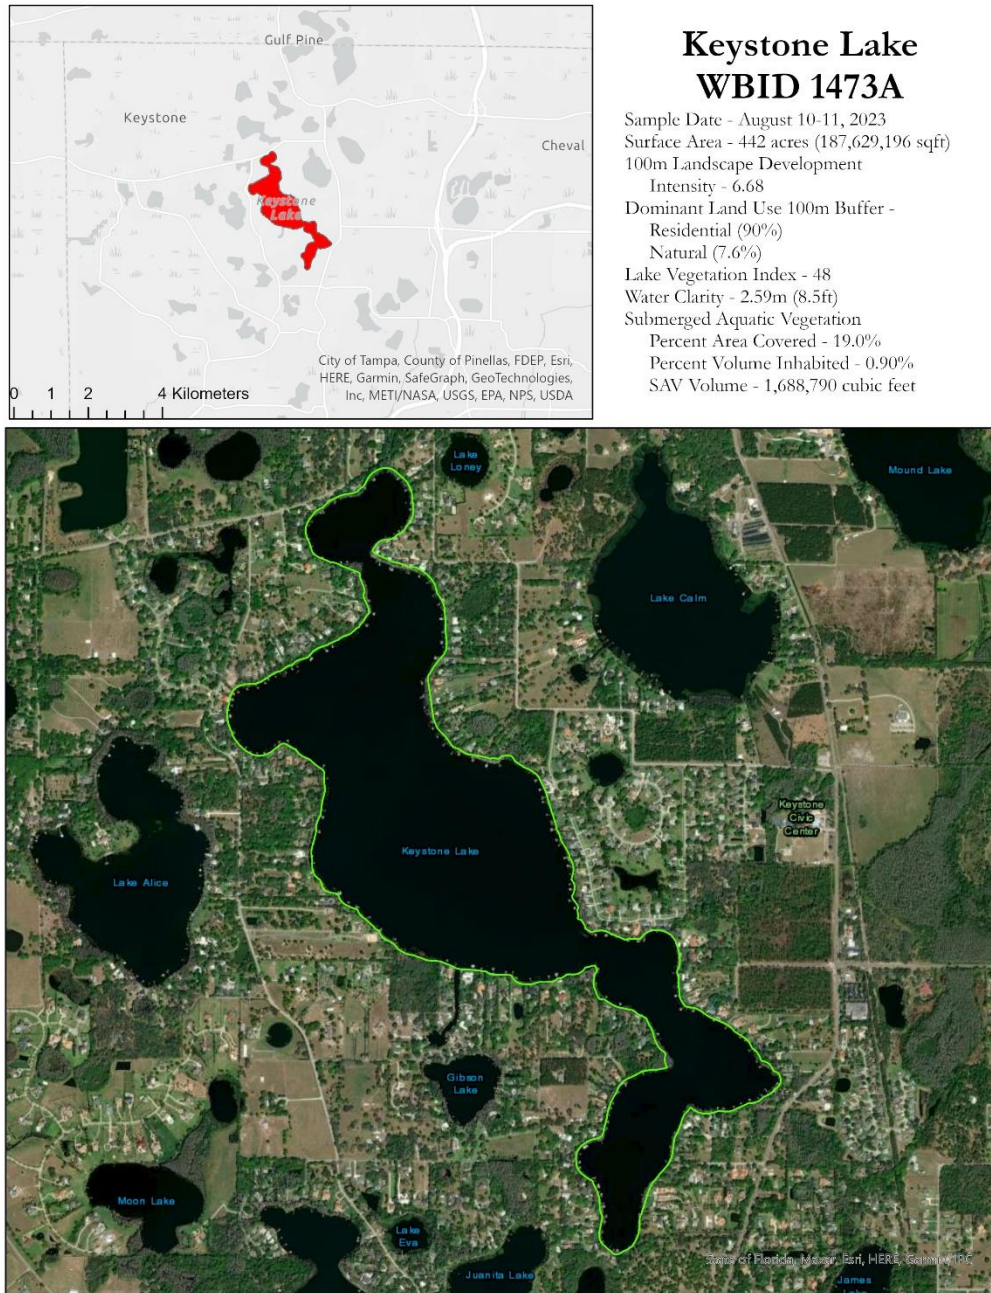 Gulf Pine
Keystone
Cheval
Keystone
Lake
City of Tampa, County of Pinellas, FDEP, Esri,
HERE, Garmin, SafeGraph, GeoTechnologies,
Inc, METI/NASA, USGS, EPA, NPS, USDA
0 1 2 4 Kilometers
Keystone Lake
WBID 1473A
Sample Date - August 10-11, 2023
Surface Area - 442 acres (187,629,196 sqft)
100m Landscape Development
Intensity - 6.68
Dominant Land Use 100m Buffer -
Residential (90%)
Natural (7.6%)
Lake Vegetation Index - 48
Water Clarity - 2.59m (8.5ft)
Submerged Aquatic Vegetation
Percent Area Covered - 19.0%
Percent Volume Inhabited - 0.90%
SAV Volume - 1,688,790 cubic feet
Lake
Loney
Mound Lake
Lake Calm
Keystone
Civic
Center
Keystone Lake
Lake Alice
Gibson
Lake
Moon Lake
Lake
Eva
Juanita Lake
State of Florida, Maxar, Esri, HERE, Garmin, IPC
James